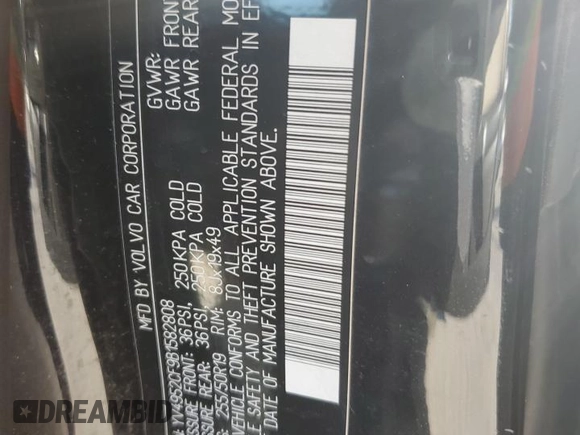 MFD BY VOLVO CAR CORPORATION
GVWR:
GAWR FRONT
GAWR REAR
PRESSURE FRONT: 36PSI, 250KPA COLD
PRESSURE REAR: 36PSI, 250KPA COLD
255/50R19 RIM: 8Jx19x49
VEHICLE CONFORMS TO ALL APPLICABLE FEDERAL MO
SAFETY AND THEFT PREVENTION STANDARDS IN EF
DATE OF MANUFACTURE SHOWN ABOVE.
DREAMBID